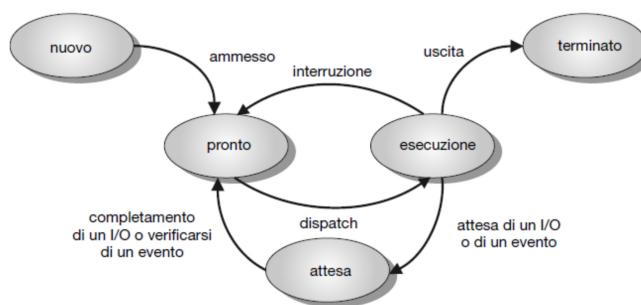 nuovo
ammesso
interruzione
uscita
terminato
pronto
esecuzione
dispatch
completamento
di un I/O o verificarsi
di un evento
attesa
attesa di un I/O
o di un evento